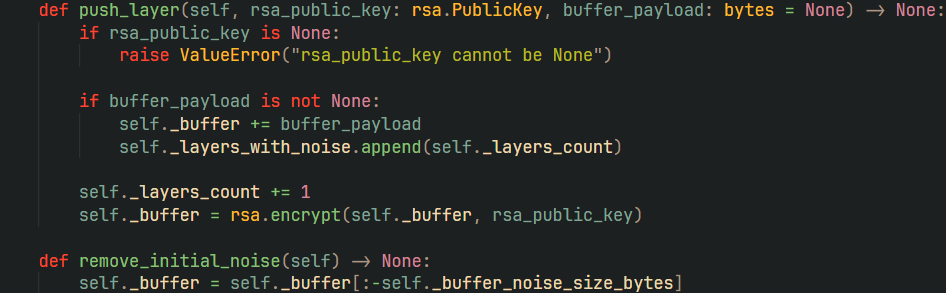 def push_layer(self, rsa_public_key: rsa.PublicKey, buffer_payload: bytes = None) -> None:
    if rsa_public_key is None:
        raise ValueError("rsa_public_key cannot be None")

    if buffer_payload is not None:
        self._buffer += buffer_payload
        self._layers_with_noise.append(self._layers_count)

    self._layers_count += 1
    self._buffer = rsa.encrypt(self._buffer, rsa_public_key)

def remove_initial_noise(self) -> None:
    self._buffer = self._buffer[:-self._buffer_noise_size_bytes]